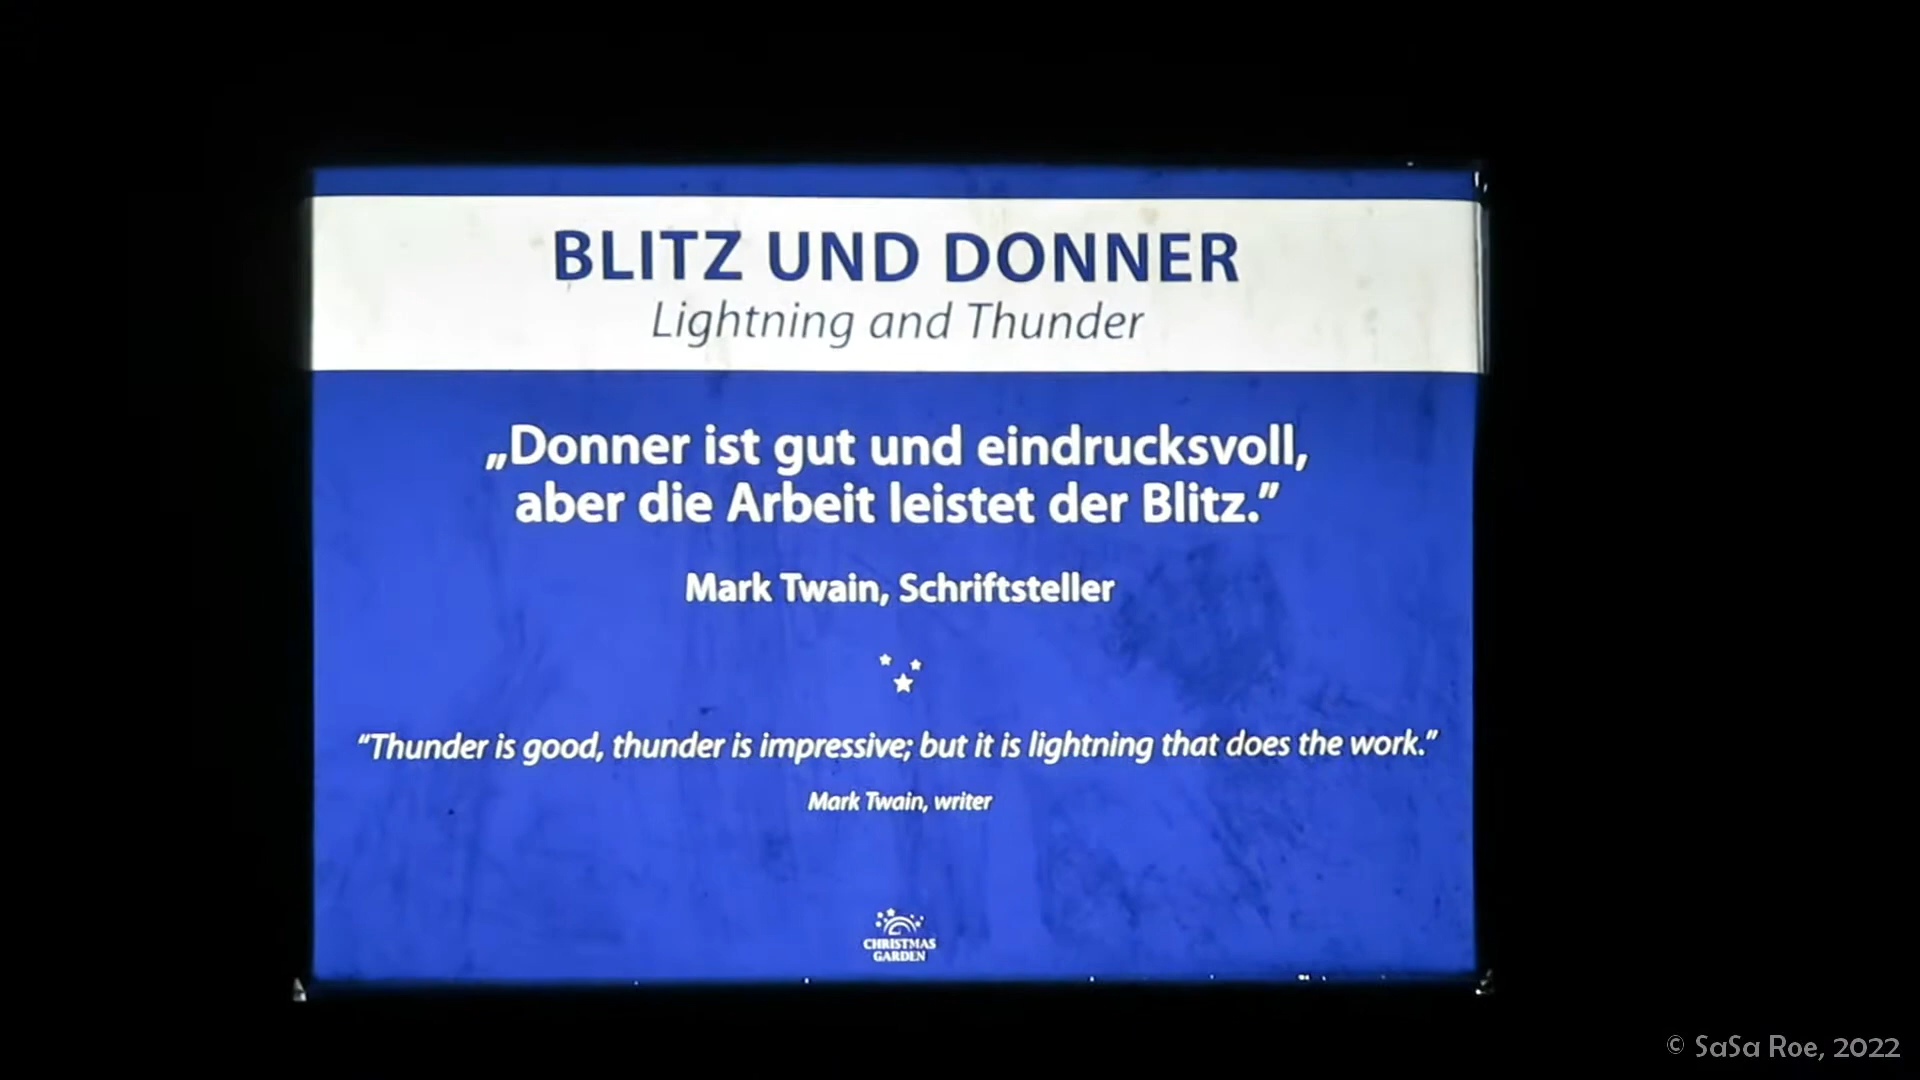 BLITZ UND DONNER
Lightning and Thunder
„Donner ist gut und eindrucksvoll,
aber die Arbeit leistet der Blitz.”
Mark Twain, Schriftsteller
“Thunder is good, thunder is impressive; but it is lightning that does the work.”
Mark Twain, writer
CHRISTMAS
GARDEN
© SaSa Roe, 2022